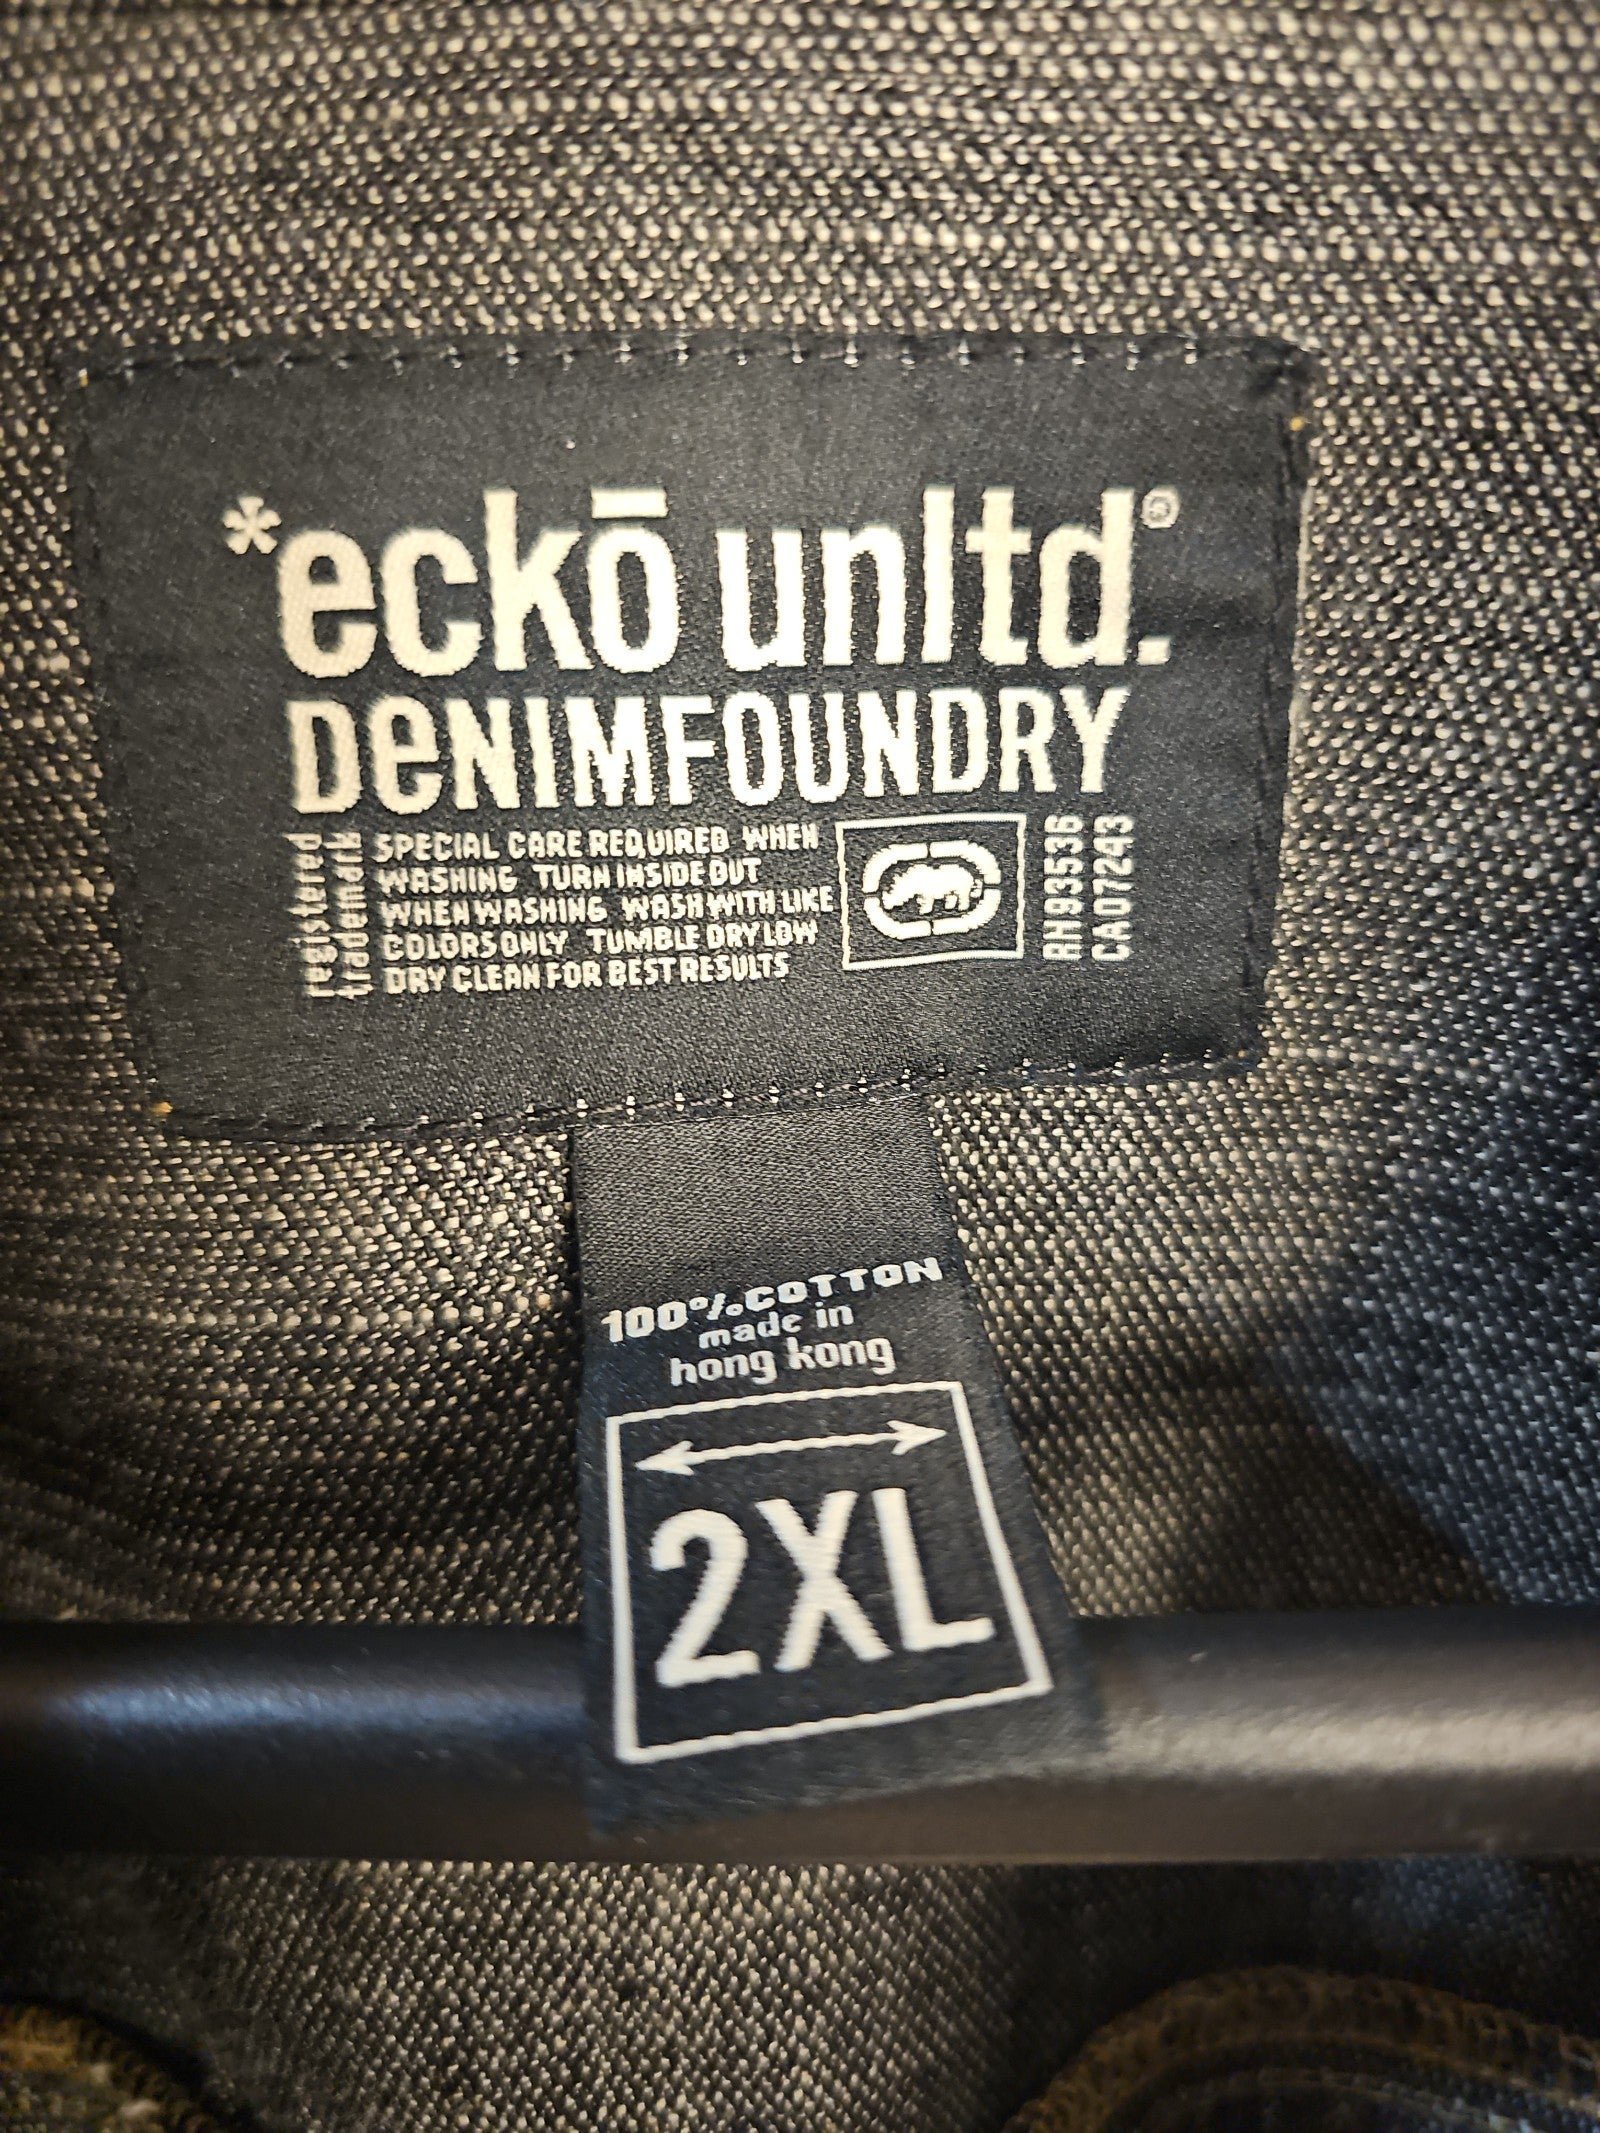 *eckō unltd.®
DeNIMFOUNDRY
registered
trademark
SPECIAL CARE REQUIRED WHEN
WASHING TURN INSIDE OUT
WHEN WASHING WASH WITH LIKE
COLORS ONLY TUMBLE DRY LOW
DRY CLEAN FOR BEST RESULTS
RH93536
CA07243
100% COTTON
made in
hong kong
2XL